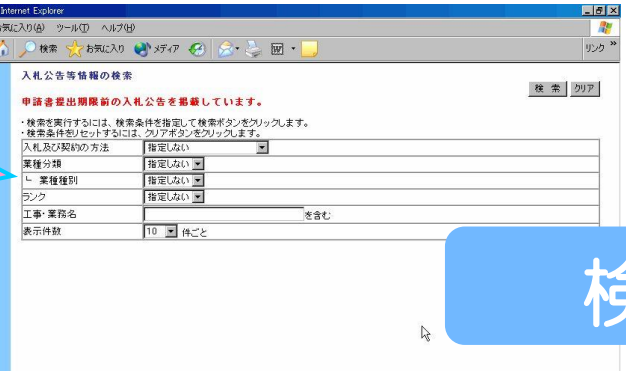 Internet Explorer
お気に入り(A) ツール(T) ヘルプ(H)
検索 お気に入り メディア リンク »
入札公告等情報の検索
検 索 クリア
申請書提出期限前の入札公告を掲載しています。
・検索を実行するには、検索条件を指定して検索ボタンをクリックします。
・検索条件をリセットするには、クリアボタンをクリックします。
入札及び契約の方法 指定しない
業種分類 指定しない
└ 業種種別 指定しない
ランク 指定しない
工事・業務名 を含む
表示件数 10 件ごと
検